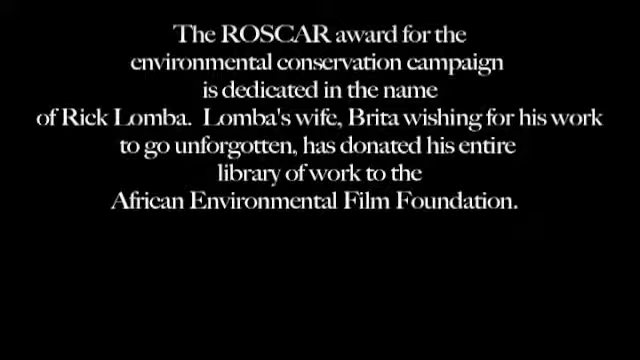 The ROSCAR award for the
environmental conservation campaign
is dedicated in the name
of Rick Lomba.  Lomba's wife, Brita wishing for his work
to go unforgotten, has donated his entire
library of work to the
African Environmental Film Foundation.